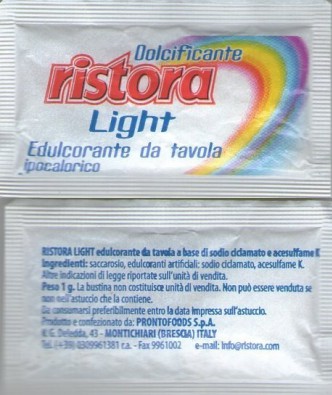 Dolcificante
ristora
Light
Edulcorante da tavola
ipocalorico
RISTORA LIGHT edulcorante da tavola a base di sodio ciclamato e acesulfame K
Ingredienti: saccarosio, edulcoranti artificiali: sodio ciclamato, acesulfame K.
Altre indicazioni di legge riportate sull'unità di vendita.
Peso 1 g. La bustina non costituisce unità di vendita. Non può essere venduta se
non nell'astuccio che la contiene.
Da consumarsi preferibilmente entro la data impressa sull'astuccio.
Prodotto e confezionato da: PRONTOFOODS S.p.A.
V. G. Deledda, 43 - MONTICHIARI (BRESCIA) ITALY
Tel. (+39) 0309961381 r.a. - Fax 9961002 e-mail: info@ristora.com